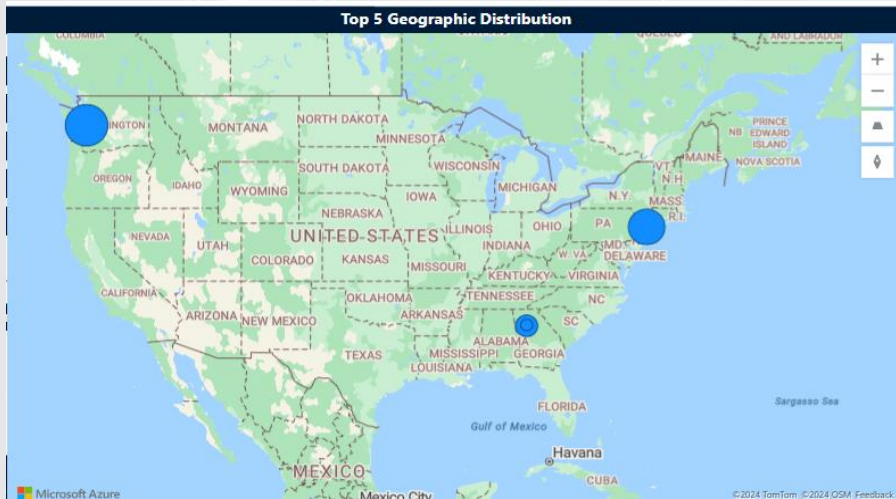 Top 5 Geographic Distribution
COLUMBIA
AND LABRADOR
INGTON
MONTANA
NORTH DAKOTA
MINNESOTA
NB
PRINCE
EDWARD
ISLAND
OREGON
IDAHO
WYOMING
SOUTH DAKOTA
WISCONSIN
MICHIGAN
VT
N.H.
MAINE
NOVA SCOTIA
N.Y.
MASS.
R.I.
NEVADA
UTAH
NEBRASKA
IOWA
UNITED STATES
ILLINOIS
INDIANA
OHIO
PA
MD.
DELAWARE
COLORADO
KANSAS
MISSOURI
W. VA
KENTUCKY
VIRGINIA
CALIFORNIA
ARIZONA
NEW MEXICO
OKLAHOMA
ARKANSAS
TENNESSEE
NC
SC
TEXAS
ALABAMA
MISSISSIPPI
GEORGIA
LOUISIANA
FLORIDA
Gulf of Mexico
Sargasso Sea
Havana
CUBA
MEXICO
Mexico City
Microsoft Azure
©2024 TomTom ©2024 OSM Feedback